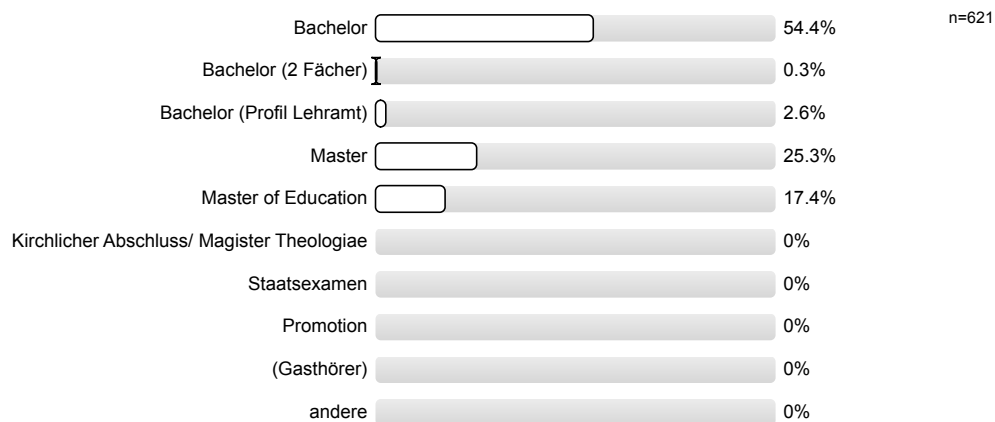 Bachelor 54.4% n=621
Bachelor (2 Fächer) 0.3%
Bachelor (Profil Lehramt) 2.6%
Master 25.3%
Master of Education 17.4%
Kirchlicher Abschluss/ Magister Theologiae 0%
Staatsexamen 0%
Promotion 0%
(Gasthörer) 0%
andere 0%